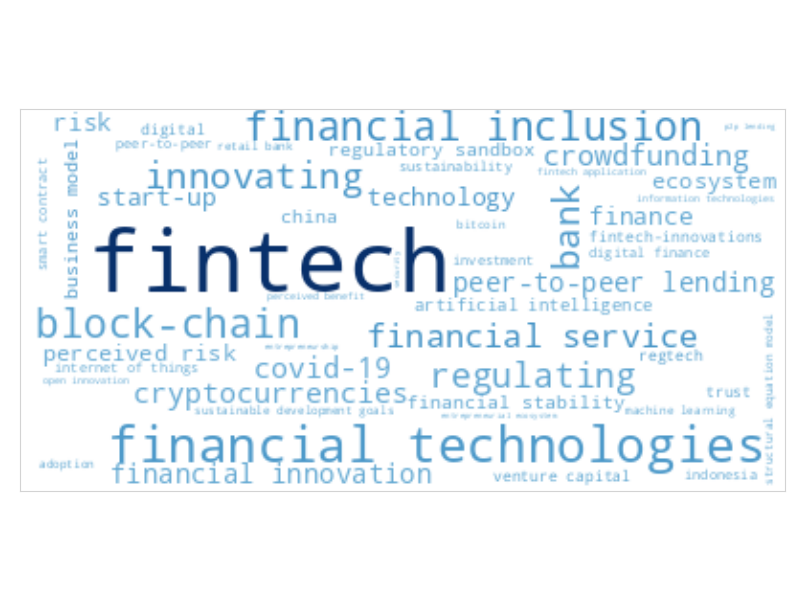 risk
digital
financial inclusion
p2p lending
peer-to-peer
retail bank
regulatory sandbox
crowdfunding
smart contract
business model
innovating
sustainability
fintech application
ecosystem
start-up
technology
bank
information technologies
china
bitcoin
finance
fintech
fintech-innovations
security
investment
digital finance
peer-to-peer lending
perceived benefit
artificial intelligence
block-chain
financial service
structural equation model
perceived risk
entrepreneurship
regtech
internet of things
covid-19
open innovation
regulating
cryptocurrencies
trust
sustainable development goals
financial stability
machine learning
entrepreneurial ecosystem
financial technologies
adoption
financial innovation
venture capital
indonesia